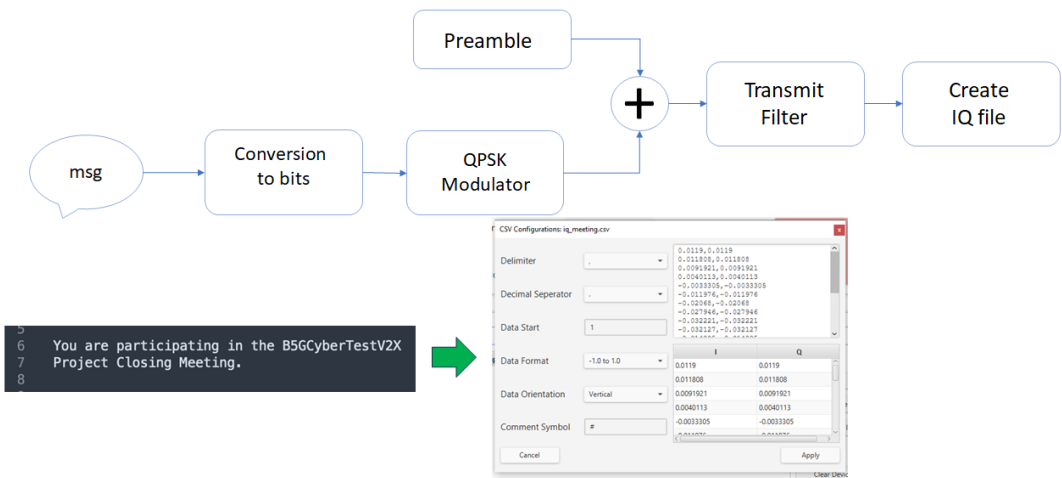 Preamble
+
Transmit
Filter
Create
IQ file
msg
Conversion
to bits
QPSK
Modulator
CSV Configurations: iq_meeting.csv
x
Delimiter
,
Decimal Seperator
.
Data Start
1
Data Format
-1.0 to 1.0
Data Orientation
Vertical
Comment Symbol
#
0.0119,0.0119
0.011808,0.011808
0.0091921,0.0091921
0.0040113,0.0040113
-0.0033305,-0.0033305
-0.011976,-0.011976
-0.02068,-0.02068
-0.027946,-0.027946
-0.032221,-0.032221
-0.032127,-0.032127
I Q
0.0119 0.0119
0.011808 0.011808
0.0091921 0.0091921
0.0040113 0.0040113
-0.0033305 -0.0033305
Cancel
Apply
5
6 You are participating in the B5GCyberTestV2X
7 Project Closing Meeting.
8